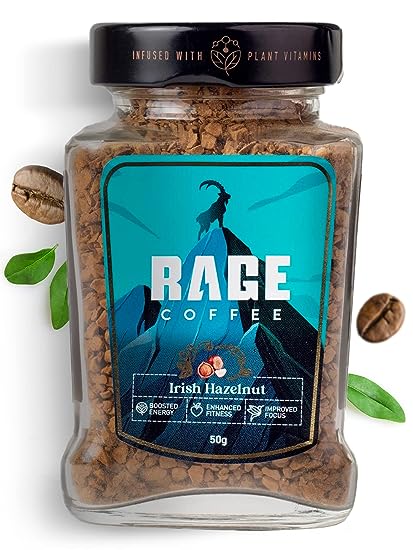 INFUSED WITH PLANT VITAMINS
RAGE
COFFEE
Irish Hazelnut
BOOSTED ENERGY
ENHANCED FITNESS
IMPROVED FOCUS
50g